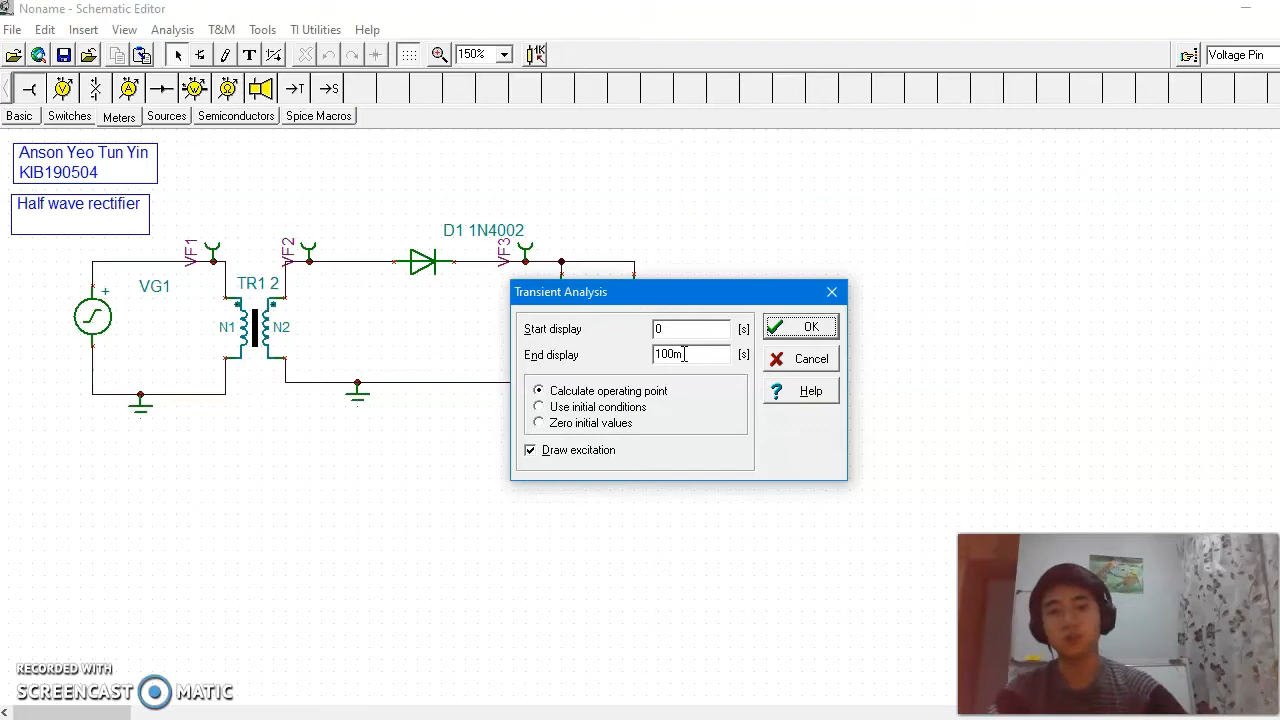 Noname - Schematic Editor
File Edit Insert View Analysis T&M Tools TI Utilities Help
150%
1K
Voltage Pin
V
A
W
Ω
T
S
Basic Switches Meters Sources Semiconductors Spice Macros
Anson Yeo Tun Yin
KIB190504
Half wave rectifier
D1 1N4002
VF1
VF2
VF3
VG1
TR1 2
+
N1
N2
Transient Analysis
Start display 0 [s]
End display 100m [s]
Calculate operating point
Use initial conditions
Zero initial values
Draw excitation
OK
Cancel
Help
RECORDED WITH
SCREENCAST MATIC